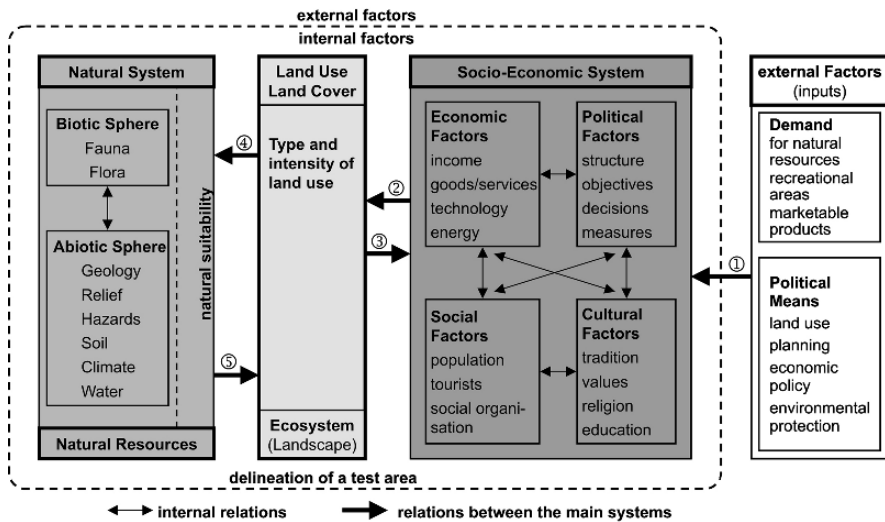 external factors
internal factors
Natural System
Biotic Sphere
Fauna
Flora
Abiotic Sphere
Geology
Relief
Hazards
Soil
Climate
Water
natural suitability
Natural Resources
④
⑤
Land Use
Land Cover
Type and
intensity of
land use
Ecosystem
(Landscape)
②
③
Socio-Economic System
Economic
Factors
income
goods/services
technology
energy
Political
Factors
structure
objectives
decisions
measures
Social
Factors
population
tourists
social organi-
sation
Cultural
Factors
tradition
values
religion
education
①
external Factors
(inputs)
Demand
for natural
resources
recreational
areas
marketable
products
Political
Means
land use
planning
economic
policy
environmental
protection
delineation of a test area
internal relations
relations between the main systems